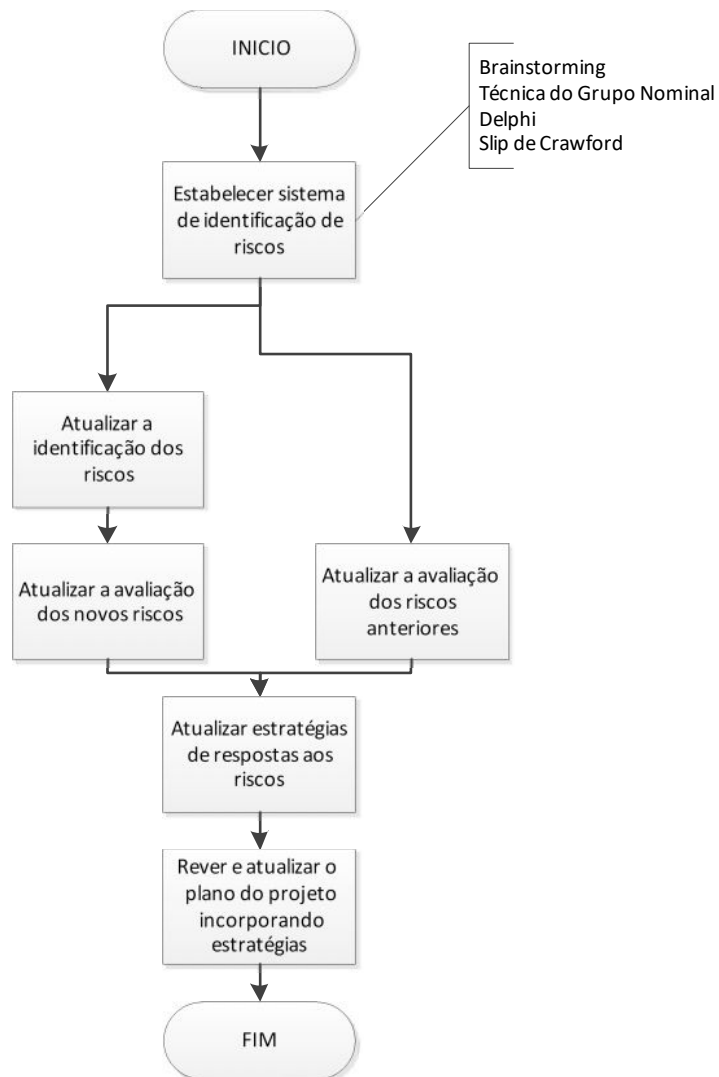 INICIO
Brainstorming
Técnica do Grupo Nominal
Delphi
Slip de Crawford
Estabelecer sistema
de identificação de
riscos
Atualizar a
identificação dos
riscos
Atualizar a avaliação
dos novos riscos
Atualizar a avaliação
dos riscos
anteriores
Atualizar estratégias
de respostas aos
riscos
Rever e atualizar o
plano do projeto
incorporando
estratégias
FIM